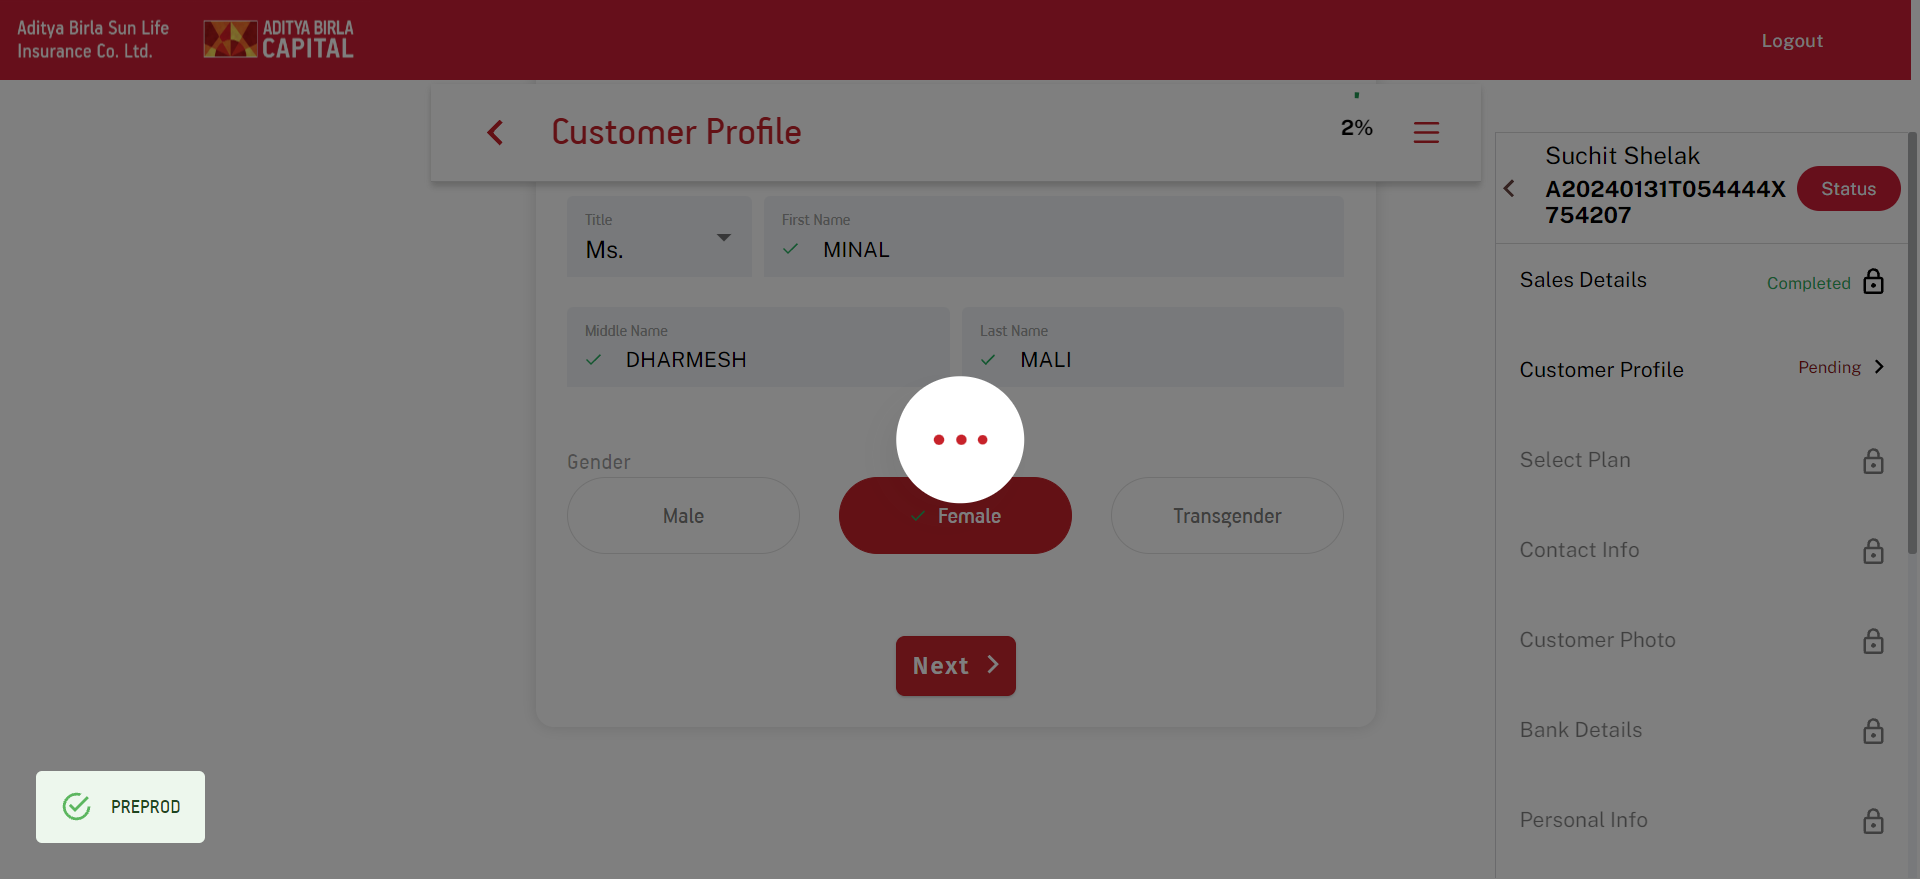 Aditya Birla Sun Life
Insurance Co. Ltd.
ADITYA BIRLA
CAPITAL
Logout
Customer Profile
2%
Title
Ms.
First Name
MINAL
Middle Name
DHARMESH
Last Name
MALI
Gender
Male
Female
Transgender
Next
PREPROD
Suchit Shelak
A20240131T054444X
754207
Status
Sales Details
Completed
Customer Profile
Pending
Select Plan
Contact Info
Customer Photo
Bank Details
Personal Info